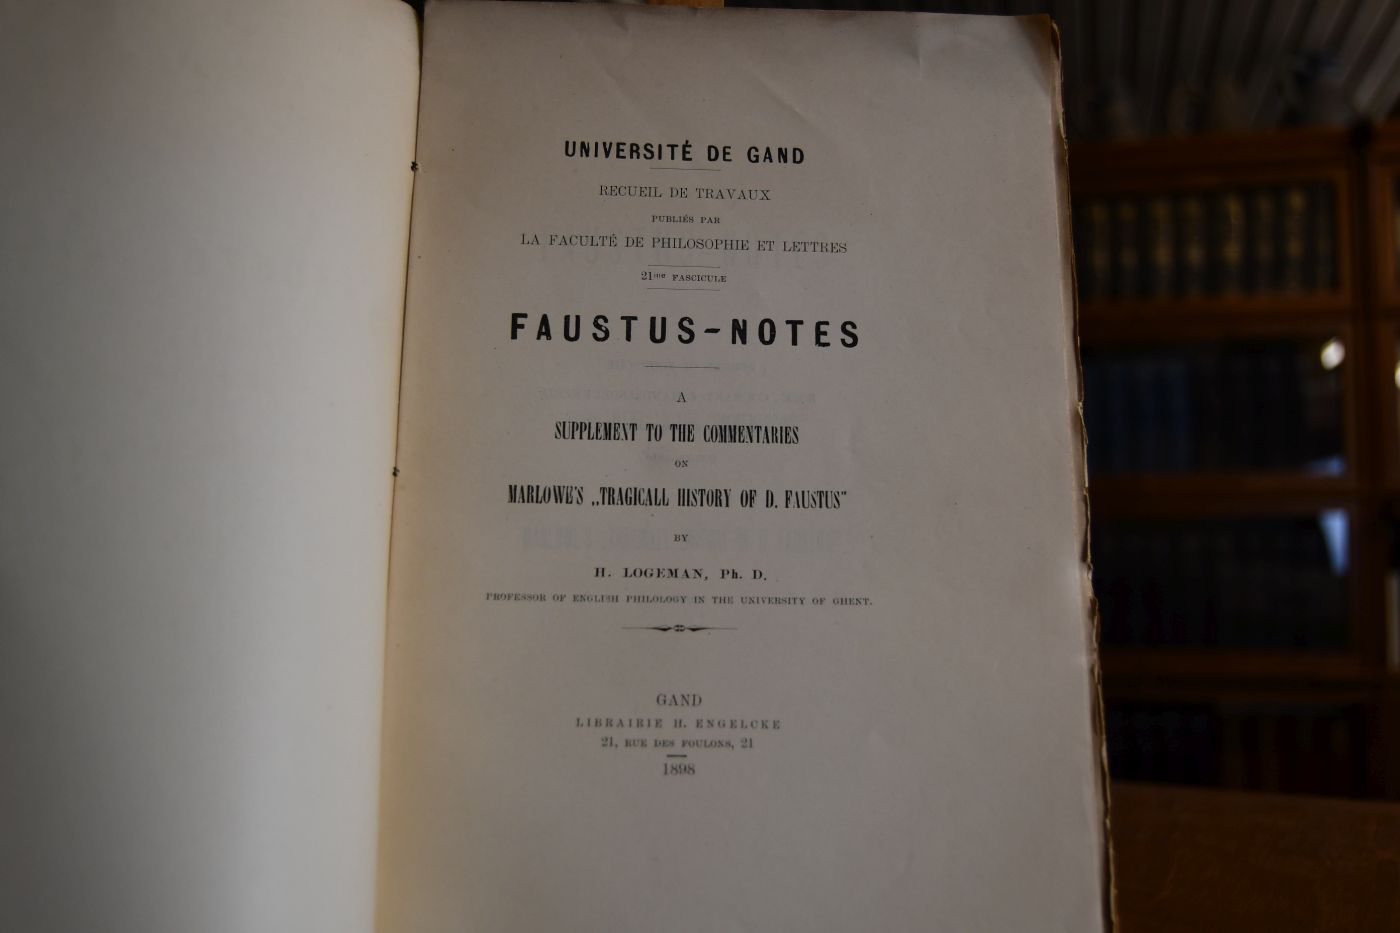 UNIVERSITÉ DE GAND
RECUEIL DE TRAVAUX
PUBLIÉS PAR
LA FACULTÉ DE PHILOSOPHIE ET LETTRES
21me FASCICULE
FAUSTUS-NOTES
A
SUPPLEMENT TO THE COMMENTARIES
ON
MARLOWE'S „TRAGICALL HISTORY OF D. FAUSTUS"
BY
H. LOGEMAN, Ph. D.
PROFESSOR OF ENGLISH PHILOLOGY IN THE UNIVERSITY OF GHENT.
GAND
LIBRAIRIE H. ENGELCKE
21, RUE DES FOULONS, 21
1898